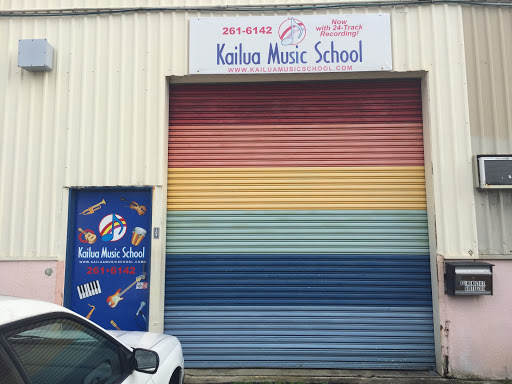 261-6142
Now
with 24-Track
Recording!
Kailua Music School
WWW.KAILUAMUSICSCHOOL.COM
Kailua Music School
WWW.KAILUAMUSICSCHOOL.COM
261-6142